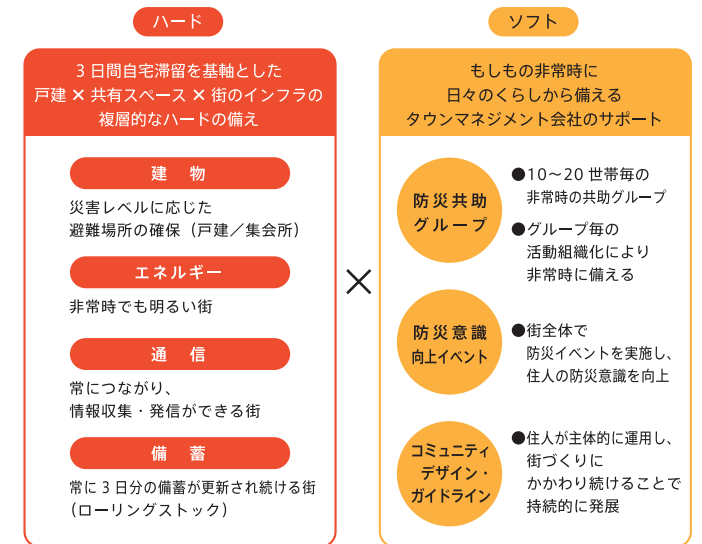 ハード
3日間自宅滞留を基軸とした
戸建×共有スペース×街のインフラの
複層的なハードの備え
建 物
災害レベルに応じた
避難場所の確保（戸建／集会所）
エネルギー
非常時でも明るい街
通 信
常につながり、
情報収集・発信ができる街
備 蓄
常に3日分の備蓄が更新され続ける街
（ローリングストック）
×
ソフト
もしもの非常時に
日々のくらしから備える
タウンマネジメント会社のサポート
防災共助
グループ
●10～20世帯毎の
非常時の共助グループ
●グループ毎の
活動組織化により
非常時に備える
防災意識
向上イベント
●街全体で
防災イベントを実施し、
住人の防災意識を向上
コミュニティ
デザイン・
ガイドライン
●住人が主体的に運用し、
街づくりに
かかわり続けることで
持続的に発展